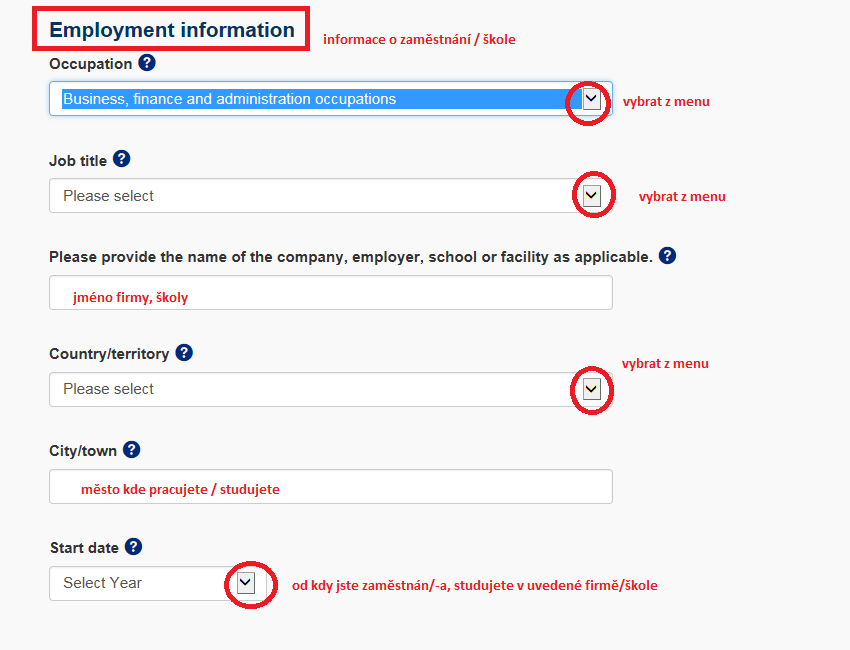 Employment information
informace o zaměstnání / škole
Occupation ?
Business, finance and administration occupations
vybrat z menu
Job title ?
Please select
vybrat z menu
Please provide the name of the company, employer, school or facility as applicable. ?
jméno firmy, školy
Country/territory ?
vybrat z menu
Please select
City/town ?
město kde pracujete / studujete
Start date ?
Select Year
od kdy jste zaměstnán/-a, studujete v uvedené firmě/škole